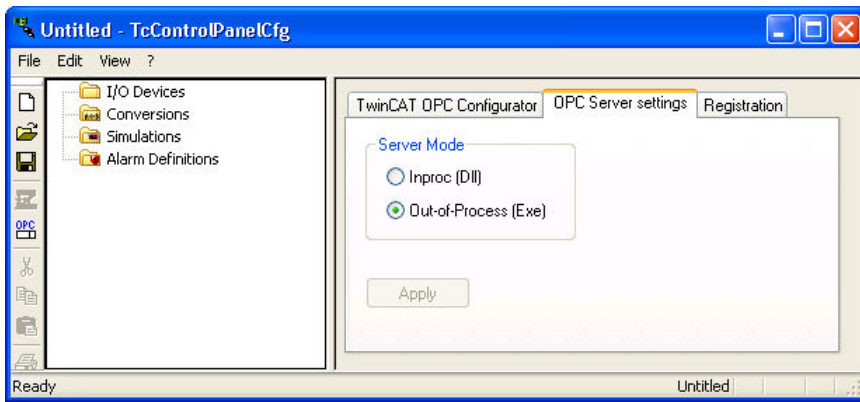 Untitled - TcControlPanelCfg
File Edit View ?
I/O Devices
Conversions
Simulations
Alarm Definitions
TwinCAT OPC Configurator OPC Server settings Registration
Server Mode
Inproc (Dll)
Out-of-Process (Exe)
Apply
OPC
Ready Untitled